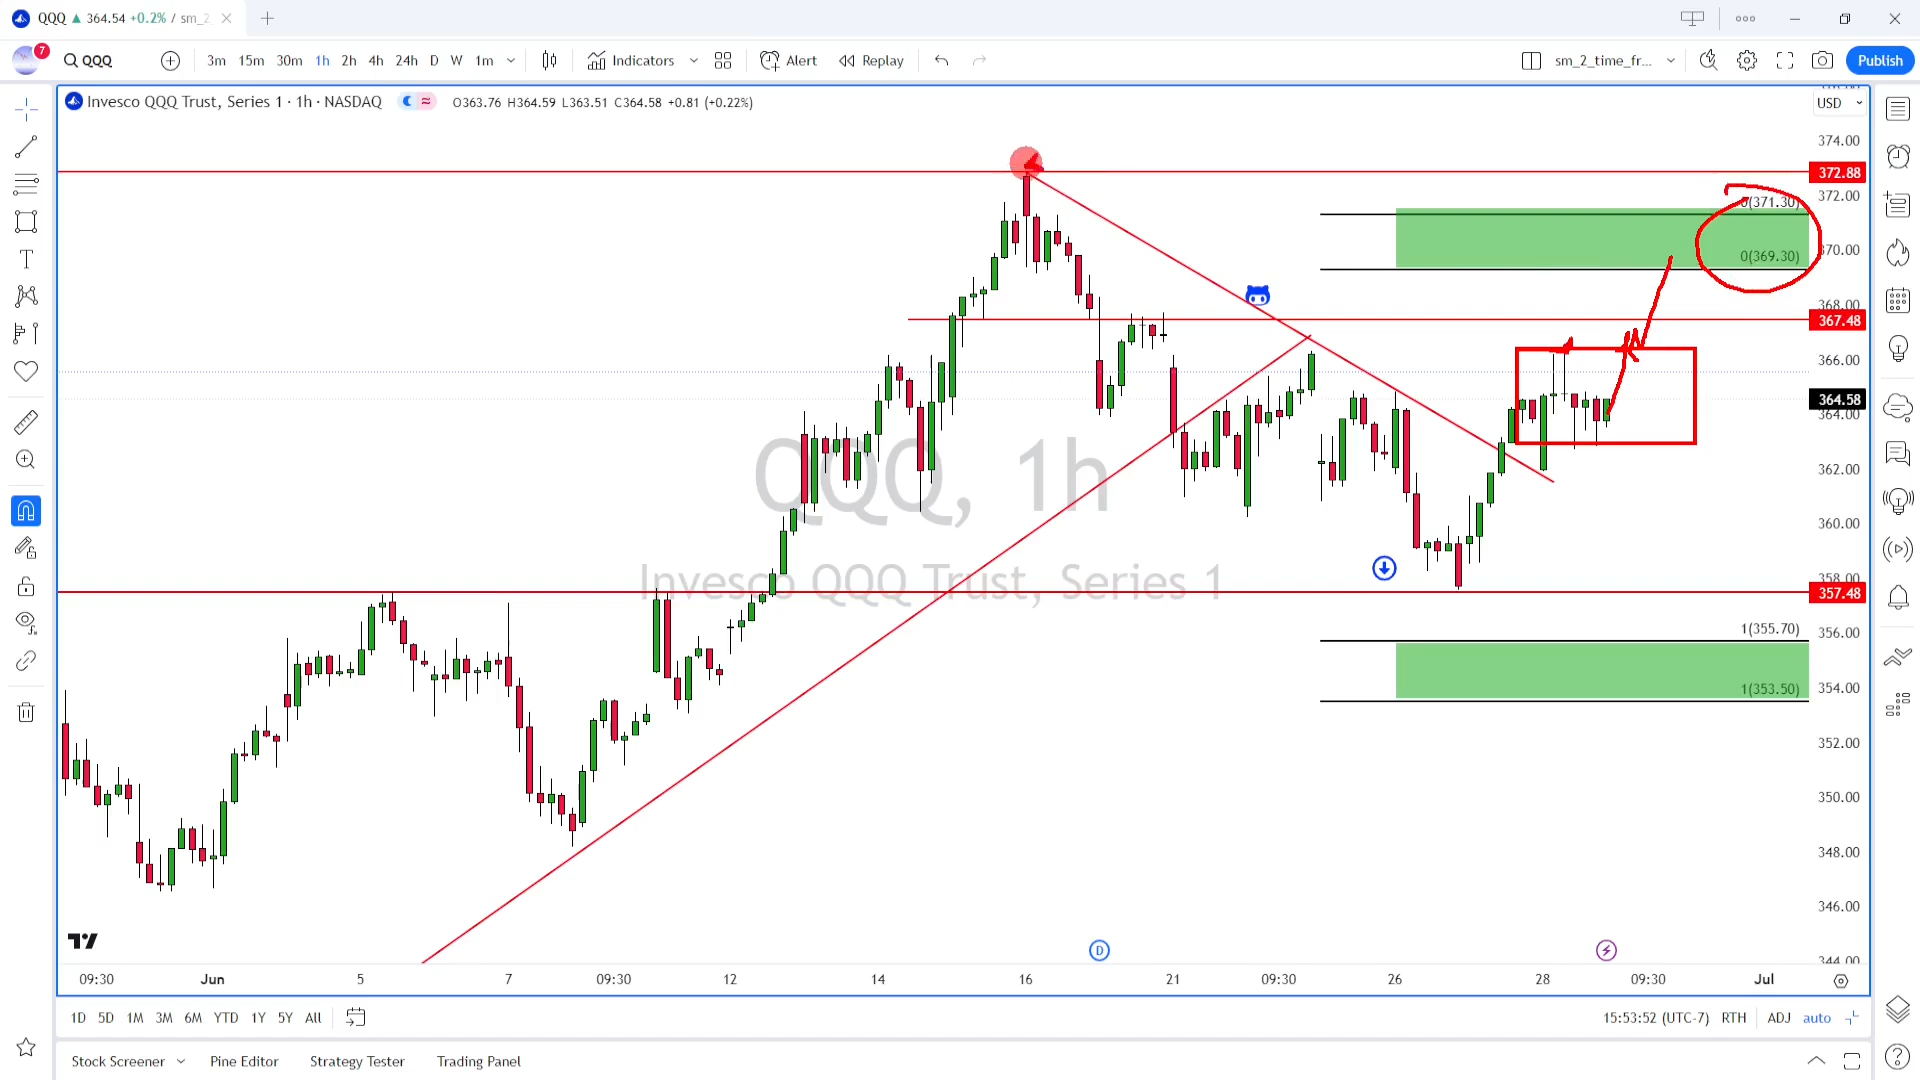 QQQ ▲ 364.54 +0.2% / sm_2
7 QQQ 3m 15m 30m 1h 2h 4h 24h D W 1m Indicators Alert Replay sm_2_time_fr... Publish
Invesco QQQ Trust, Series 1 · 1h · NASDAQ O363.76 H364.59 L363.51 C364.58 +0.81 (+0.22%)
USD
374.00
372.88
372.00
0(371.30)
370.00
0(369.30)
368.00
367.48
366.00
364.58
364.00
QQQ, 1h
362.00
360.00
Invesco QQQ Trust, Series 1
358.00
357.48
1(355.70)
356.00
1(353.50)
354.00
352.00
350.00
348.00
346.00
D
344.00
09:30 Jun 5 7 09:30 12 14 16 21 09:30 26 28 09:30 Jul
1D 5D 1M 3M 6M YTD 1Y 5Y All 15:53:52 (UTC-7) RTH ADJ auto
Stock Screener Pine Editor Strategy Tester Trading Panel